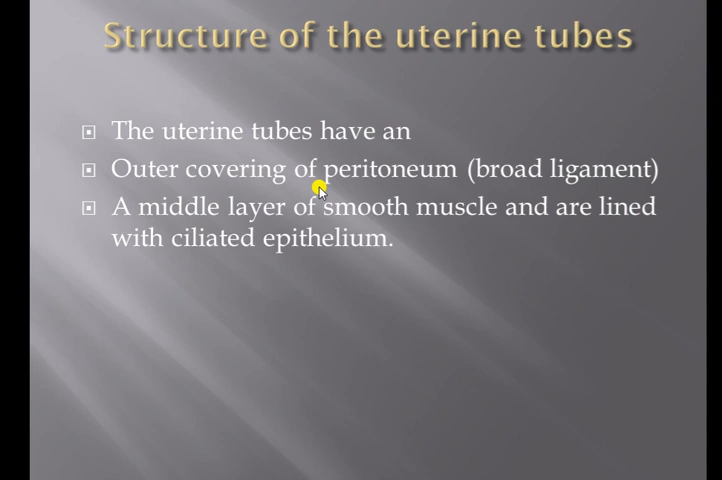 Structure of the uterine tubes
The uterine tubes have an
Outer covering of peritoneum (broad ligament)
A middle layer of smooth muscle and are lined
with ciliated epithelium.